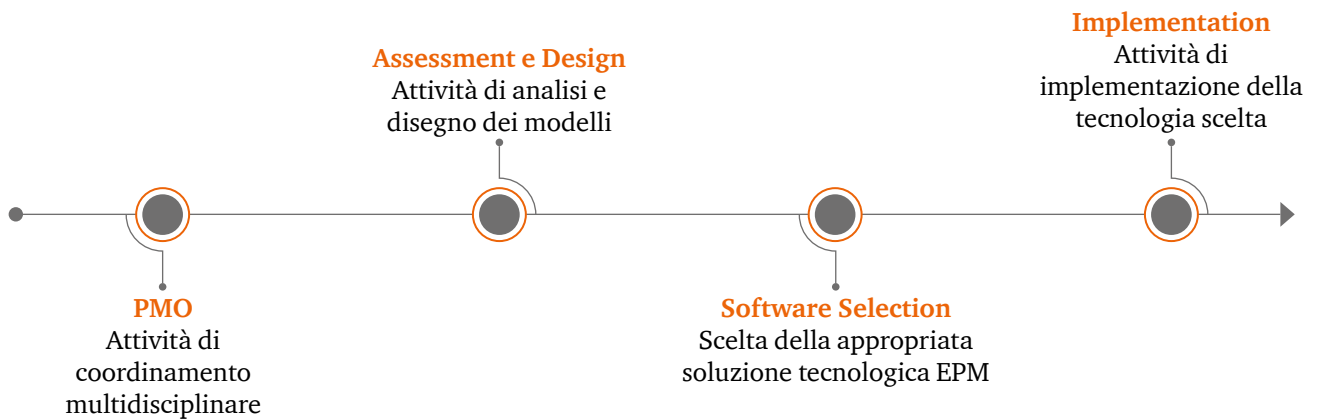 PMO
Attività di
coordinamento
multidisciplinare
Assessment e Design
Attività di analisi e
disegno dei modelli
Software Selection
Scelta della appropriata
soluzione tecnologica EPM
Implementation
Attività di
implementazione della
tecnologia scelta